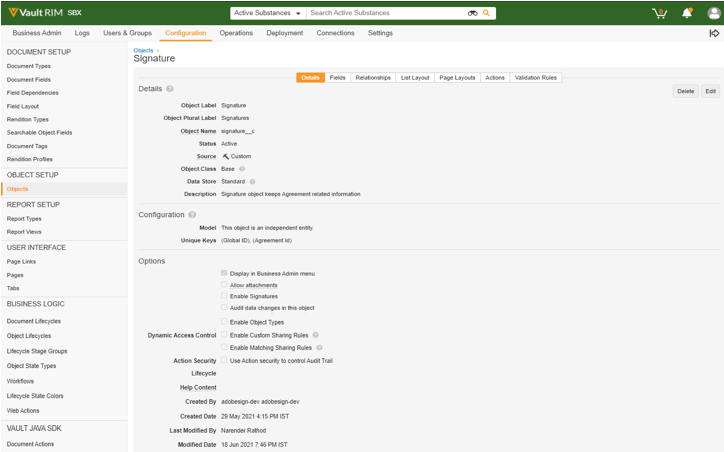 Vault RIM SBX
Active Substances Search Active Substances
Business Admin Logs Users & Groups Configuration Operations Deployment Connections Settings
DOCUMENT SETUP
Document Types
Document Fields
Field Dependencies
Field Layout
Rendition Types
Searchable Object Fields
Document Tags
Rendition Profiles
OBJECT SETUP
Objects
REPORT SETUP
Report Types
Report Views
USER INTERFACE
Page Links
Pages
Tabs
BUSINESS LOGIC
Document Lifecycles
Object Lifecycles
Lifecycle Stage Groups
Object State Types
Workflows
Lifecycle State Colors
Web Actions
VAULT JAVA SDK
Document Actions
Objects >
Signature
Details Fields Relationships List Layout Page Layouts Actions Validation Rules
Details
Delete Edit
Object Label Signature
Object Plural Label Signatures
Object Name signature__c
Status Active
Source Custom
Object Class Base
Data Store Standard
Description Signature object keeps Agreement related information
Configuration
Model This object is an independent entity.
Unique Keys (Global ID), (Agreement Id)
Options
Display in Business Admin menu
Allow attachments
Enable Signatures
Audit data changes in this object
Enable Object Types
Dynamic Access Control Enable Custom Sharing Rules
Enable Matching Sharing Rules
Action Security Use Action security to control Audit Trail
Lifecycle
Help Content
Created By adobesign-dev adobesign-dev
Created Date 29 May 2021 4:15 PM IST
Last Modified By Narender Rathod
Modified Date 18 Jun 2021 7:46 PM IST